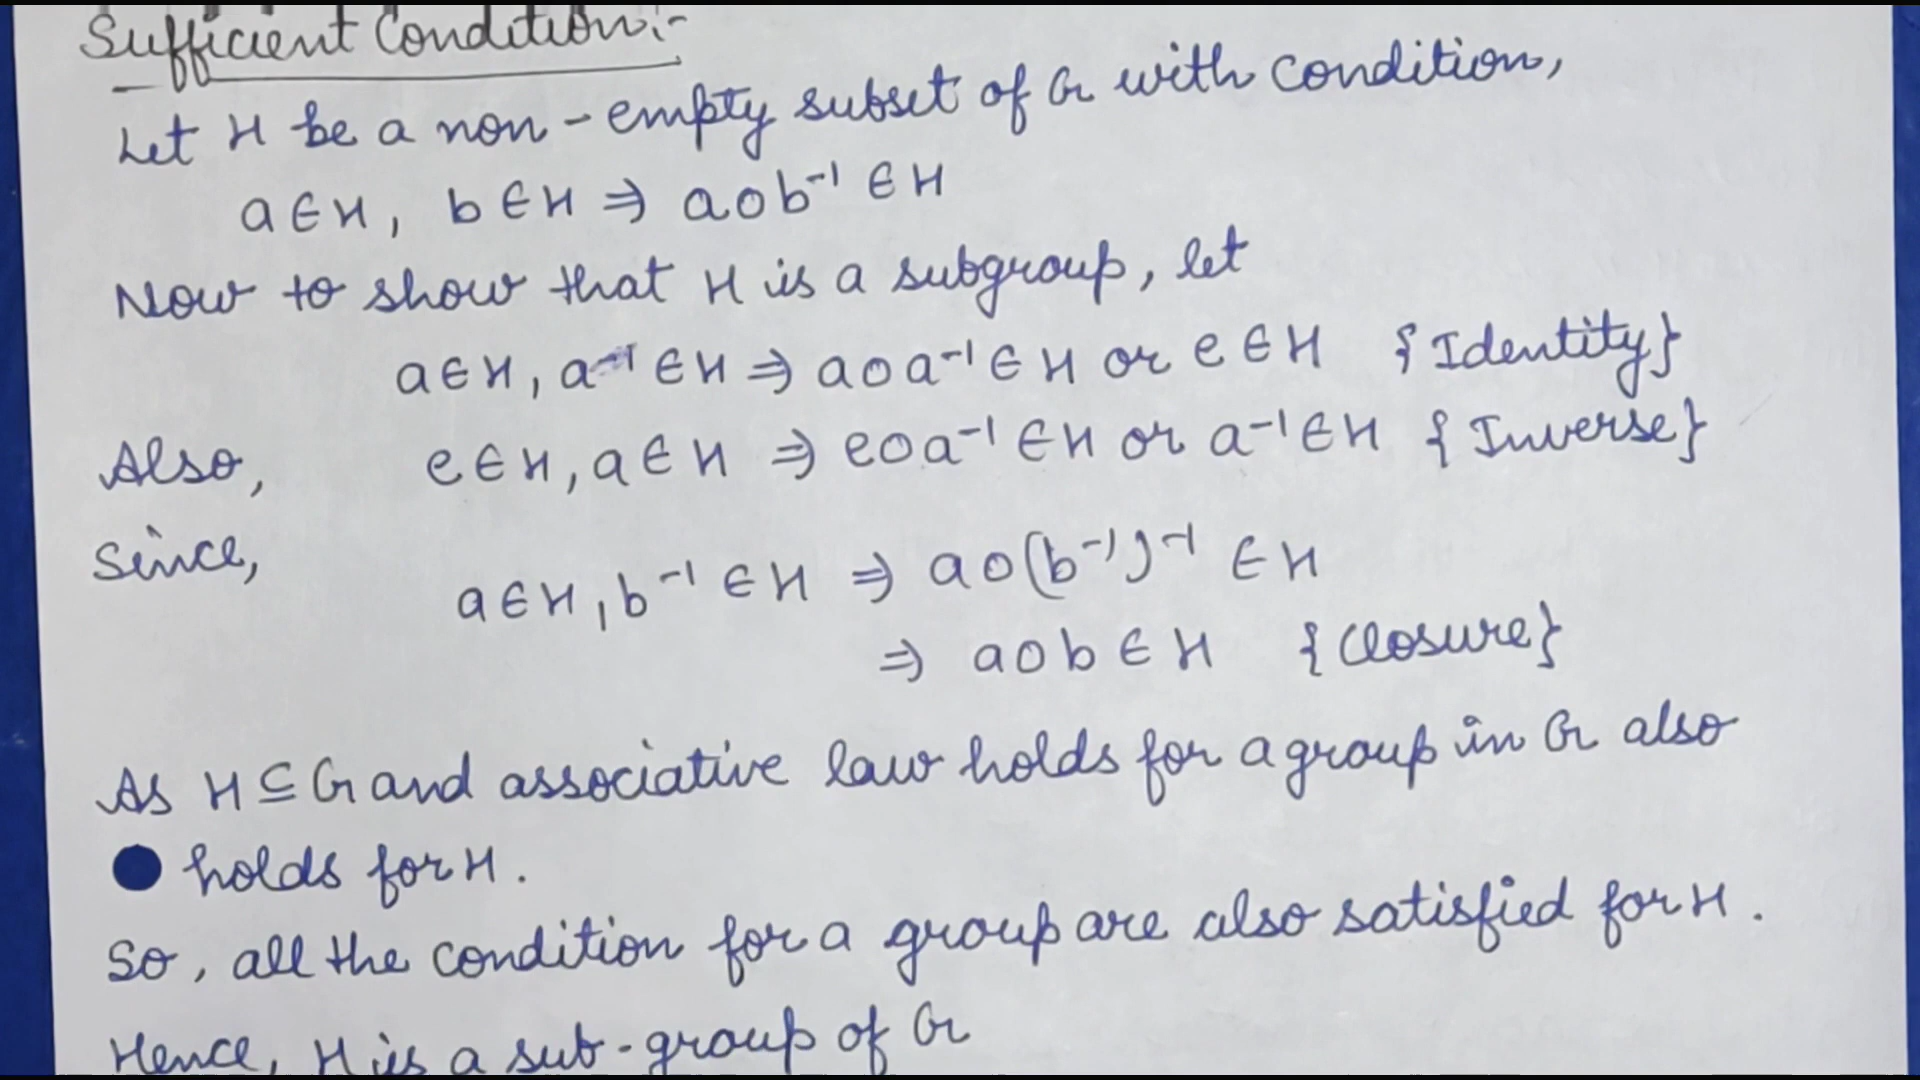 Sufficient Condition:-
Let H be a non-empty subset of G with condition,
a∈H, b∈H ⇒ aob⁻¹ ∈H
Now to show that H is a subgroup, let
a∈H, a⁻¹∈H ⇒ aoa⁻¹∈H or e∈H {Identity}
Also, e∈H, a∈H ⇒ eoa⁻¹∈H or a⁻¹∈H {Inverse}
Since,
a∈H, b⁻¹∈H ⇒ ao(b⁻¹)⁻¹ ∈H
⇒ aob∈H {Closure}
As H⊆G and associative law holds for a group in G also
holds for H.
So, all the condition for a group are also satisfied for H.
Hence, H is a sub-group of G